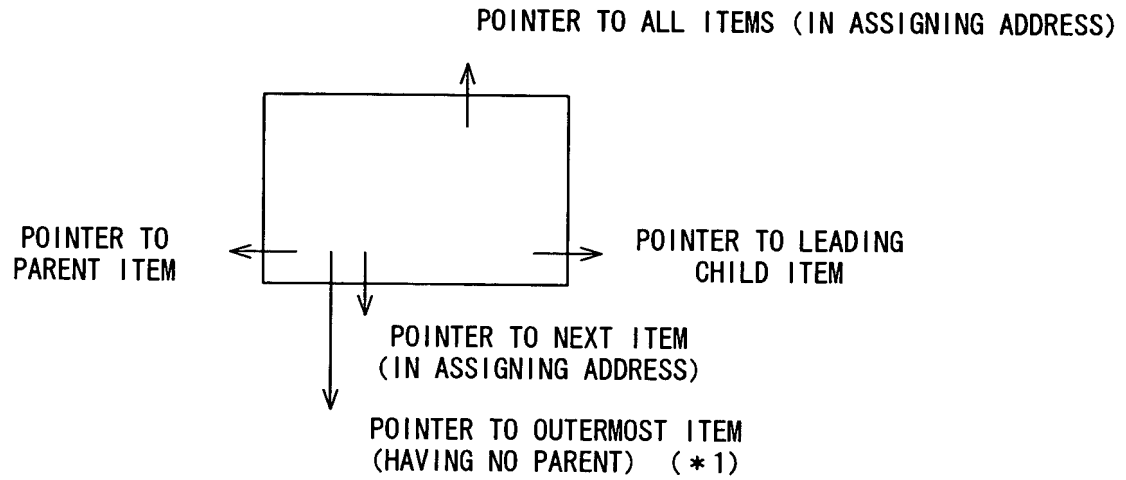 POINTER TO ALL ITEMS (IN ASSIGNING ADDRESS)
POINTER TO
PARENT ITEM
POINTER TO LEADING
CHILD ITEM
POINTER TO NEXT ITEM
(IN ASSIGNING ADDRESS)
POINTER TO OUTERMOST ITEM
(HAVING NO PARENT) (*1)